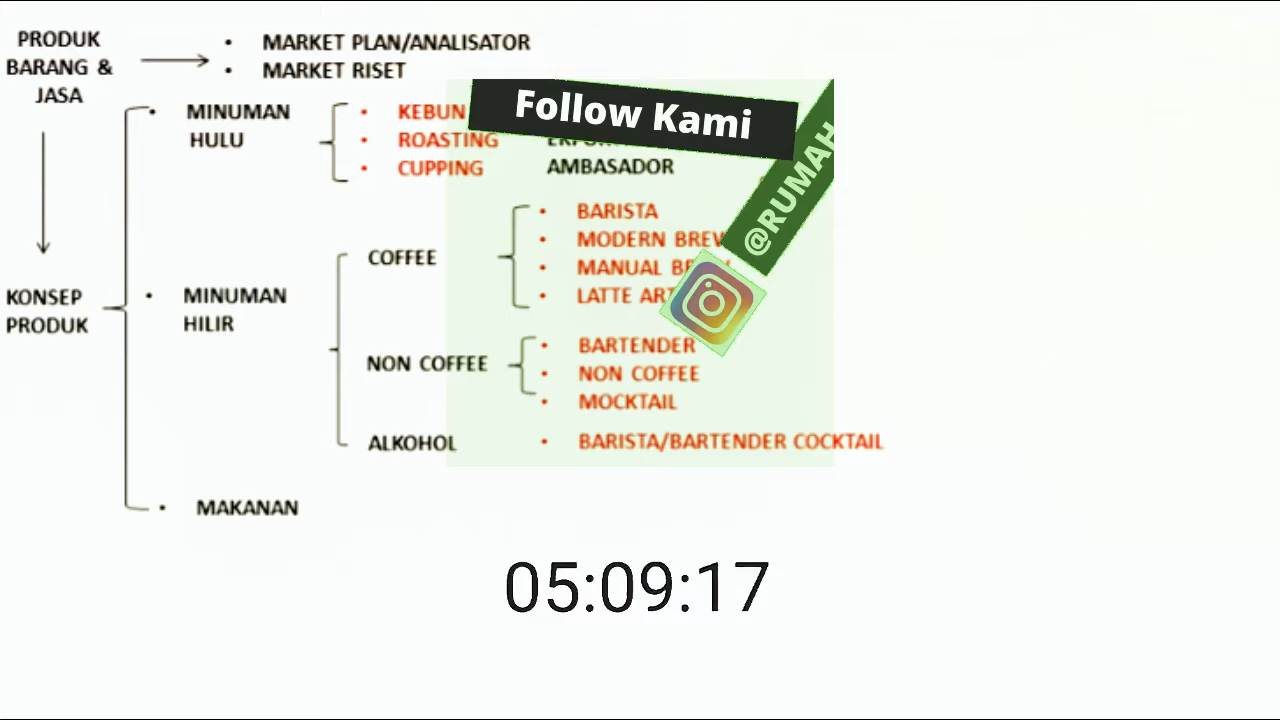 PRODUK
BARANG &
JASA
• MARKET PLAN/ANALISATOR
• MARKET RISET
• MINUMAN
HULU
• KEBUN
• ROASTING
• CUPPING
AMBASADOR
Follow Kami
@RUMAH
KONSEP
PRODUK
• MINUMAN
HILIR
COFFEE
• BARISTA
• MODERN BREW
• MANUAL BREW
• LATTE ART
NON COFFEE
• BARTENDER
• NON COFFEE
• MOCKTAIL
ALKOHOL
• BARISTA/BARTENDER COCKTAIL
• MAKANAN
05:09:17